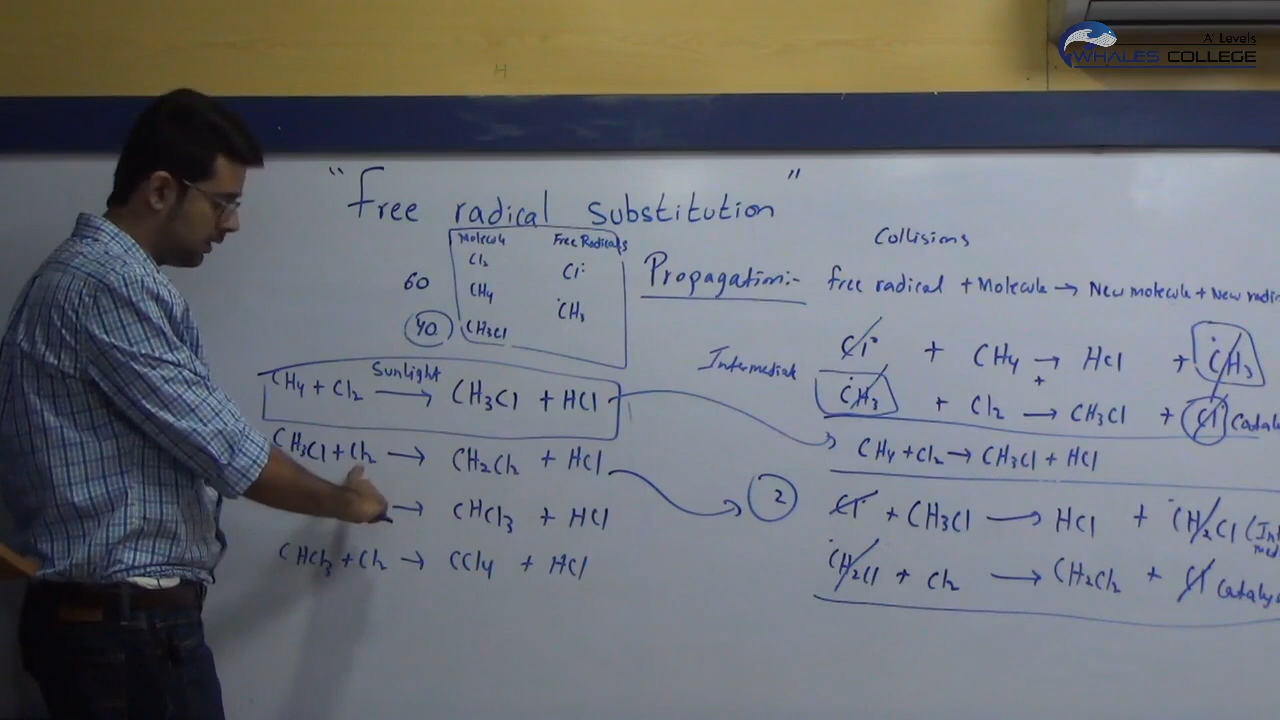 A' Levels
WHALES COLLEGE
"free radical substitution"
Molecule Free Radicals
Cl2 Cl•
60
CH4 •CH3
40 CH3Cl
CH4 + Cl2 Sunlight → CH3Cl + HCl
CH3Cl + Cl2 → CH2Cl2 + HCl
→ CHCl3 + HCl
CHCl3 + Cl2 → CCl4 + HCl
Collisions
Propagation:- free radical + Molecule → New molecule + New
Cl• + CH4 → HCl + •CH3
Intermediate
+
•CH3 + Cl2 → CH3Cl + Cl•
CH4 + Cl2 → CH3Cl + HCl
2
Cl• + CH3Cl → HCl + •CH2Cl
•CH2Cl + Cl2 → CH2Cl2 + Cl•